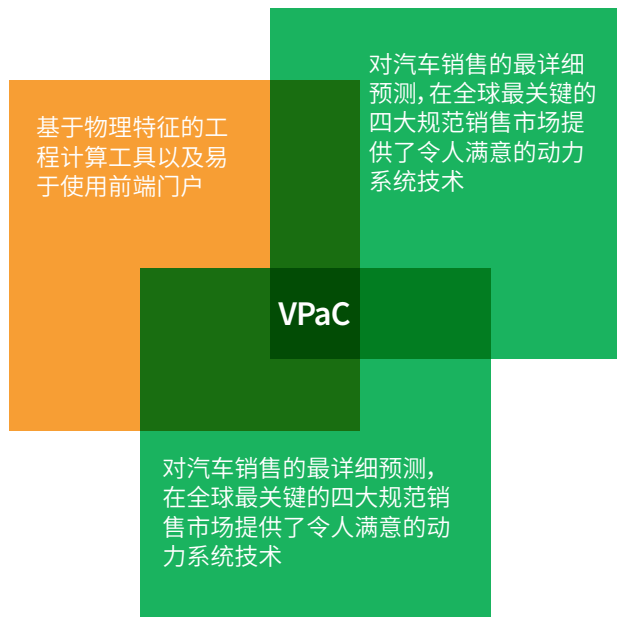 对汽车销售的最详细
预测，在全球最关键的
四大规范销售市场提
供了令人满意的动力
系统技术
基于物理特征的工
程计算工具以及易
于使用前端门户
VPaC
对汽车销售的最详细预测，
在全球最关键的四大规范销
售市场提供了令人满意的动
力系统技术